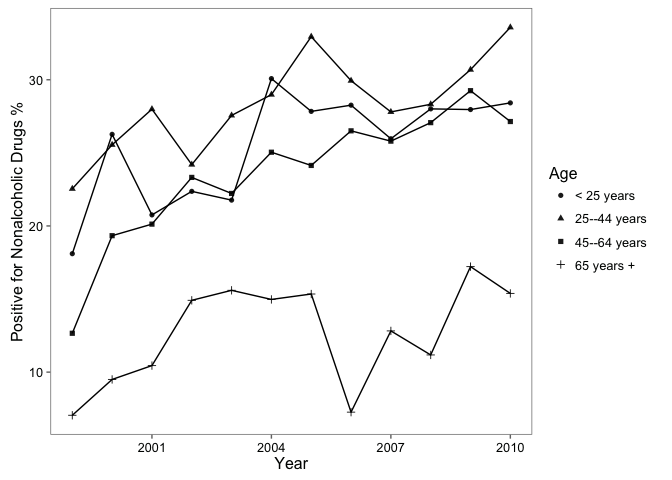 Positive for Nonalcoholic Drugs %
30
20
10
2001
2004
2007
2010
Year
Age
< 25 years
25--44 years
45--64 years
65 years +